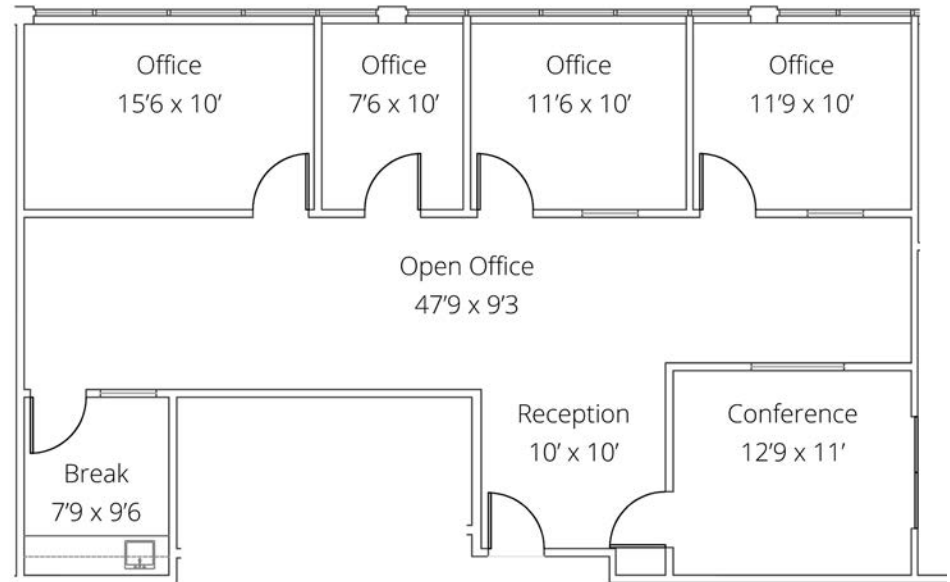 Office
15’6 x 10’
Office
7’6 x 10’
Office
11’6 x 10’
Office
11’9 x 10’
Open Office
47’9 x 9’3
Reception
10’ x 10’
Conference
12’9 x 11’
Break
7’9 x 9’6